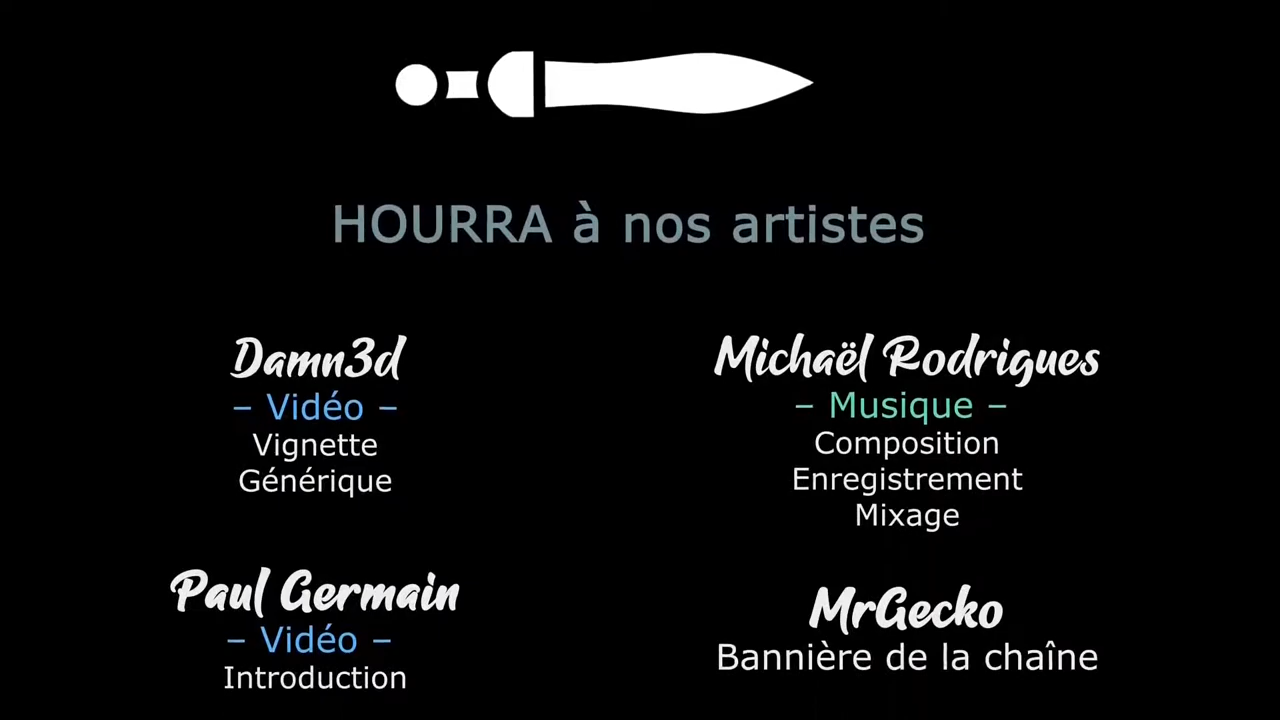 HOURRA à nos artistes
Damn3d
– Vidéo –
Vignette
Générique
Michaël Rodrigues
– Musique –
Composition
Enregistrement
Mixage
Paul Germain
– Vidéo –
Introduction
MrGecko
Bannière de la chaîne